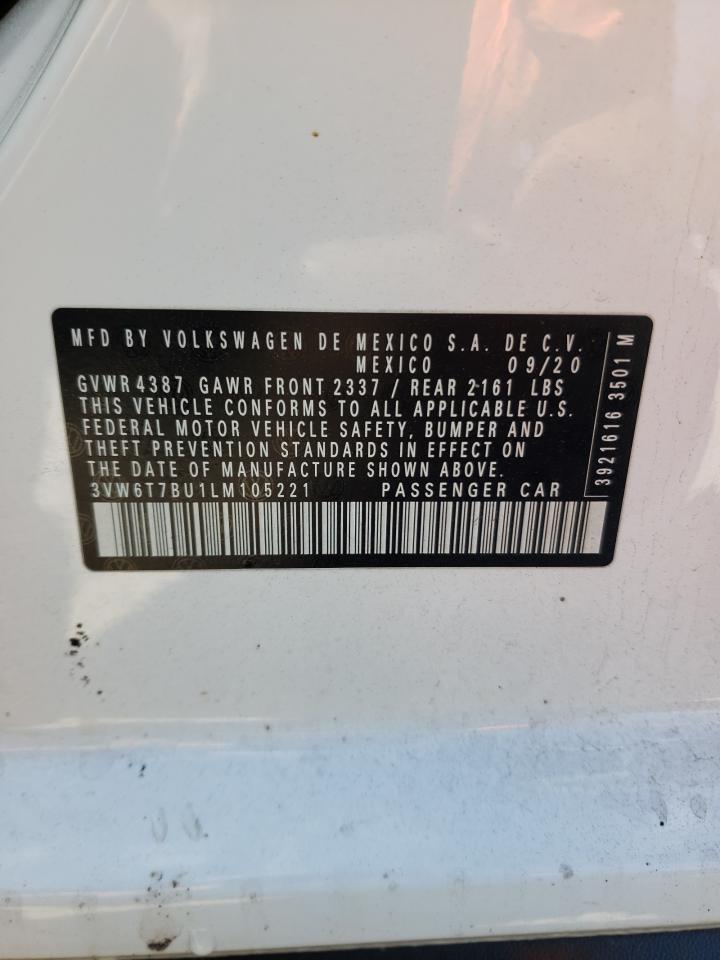 MFD BY VOLKSWAGEN DE MEXICO S.A. DE C.V.
MEXICO 09/20
GVWR 4387 GAWR FRONT 2337 / REAR 2161 LBS
THIS VEHICLE CONFORMS TO ALL APPLICABLE U.S.
FEDERAL MOTOR VEHICLE SAFETY, BUMPER AND
THEFT PREVENTION STANDARDS IN EFFECT ON
THE DATE OF MANUFACTURE SHOWN ABOVE.
3VW6T7BU1LM105221 PASSENGER CAR
3921616 3501 M